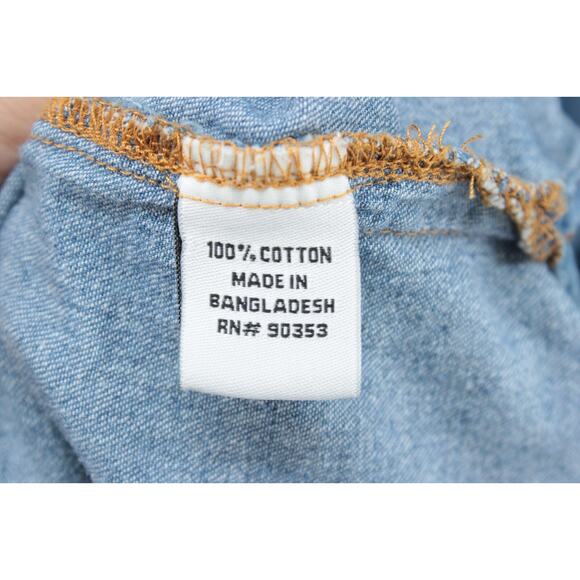 100% COTTON
MADE IN
BANGLADESH
RN# 90353